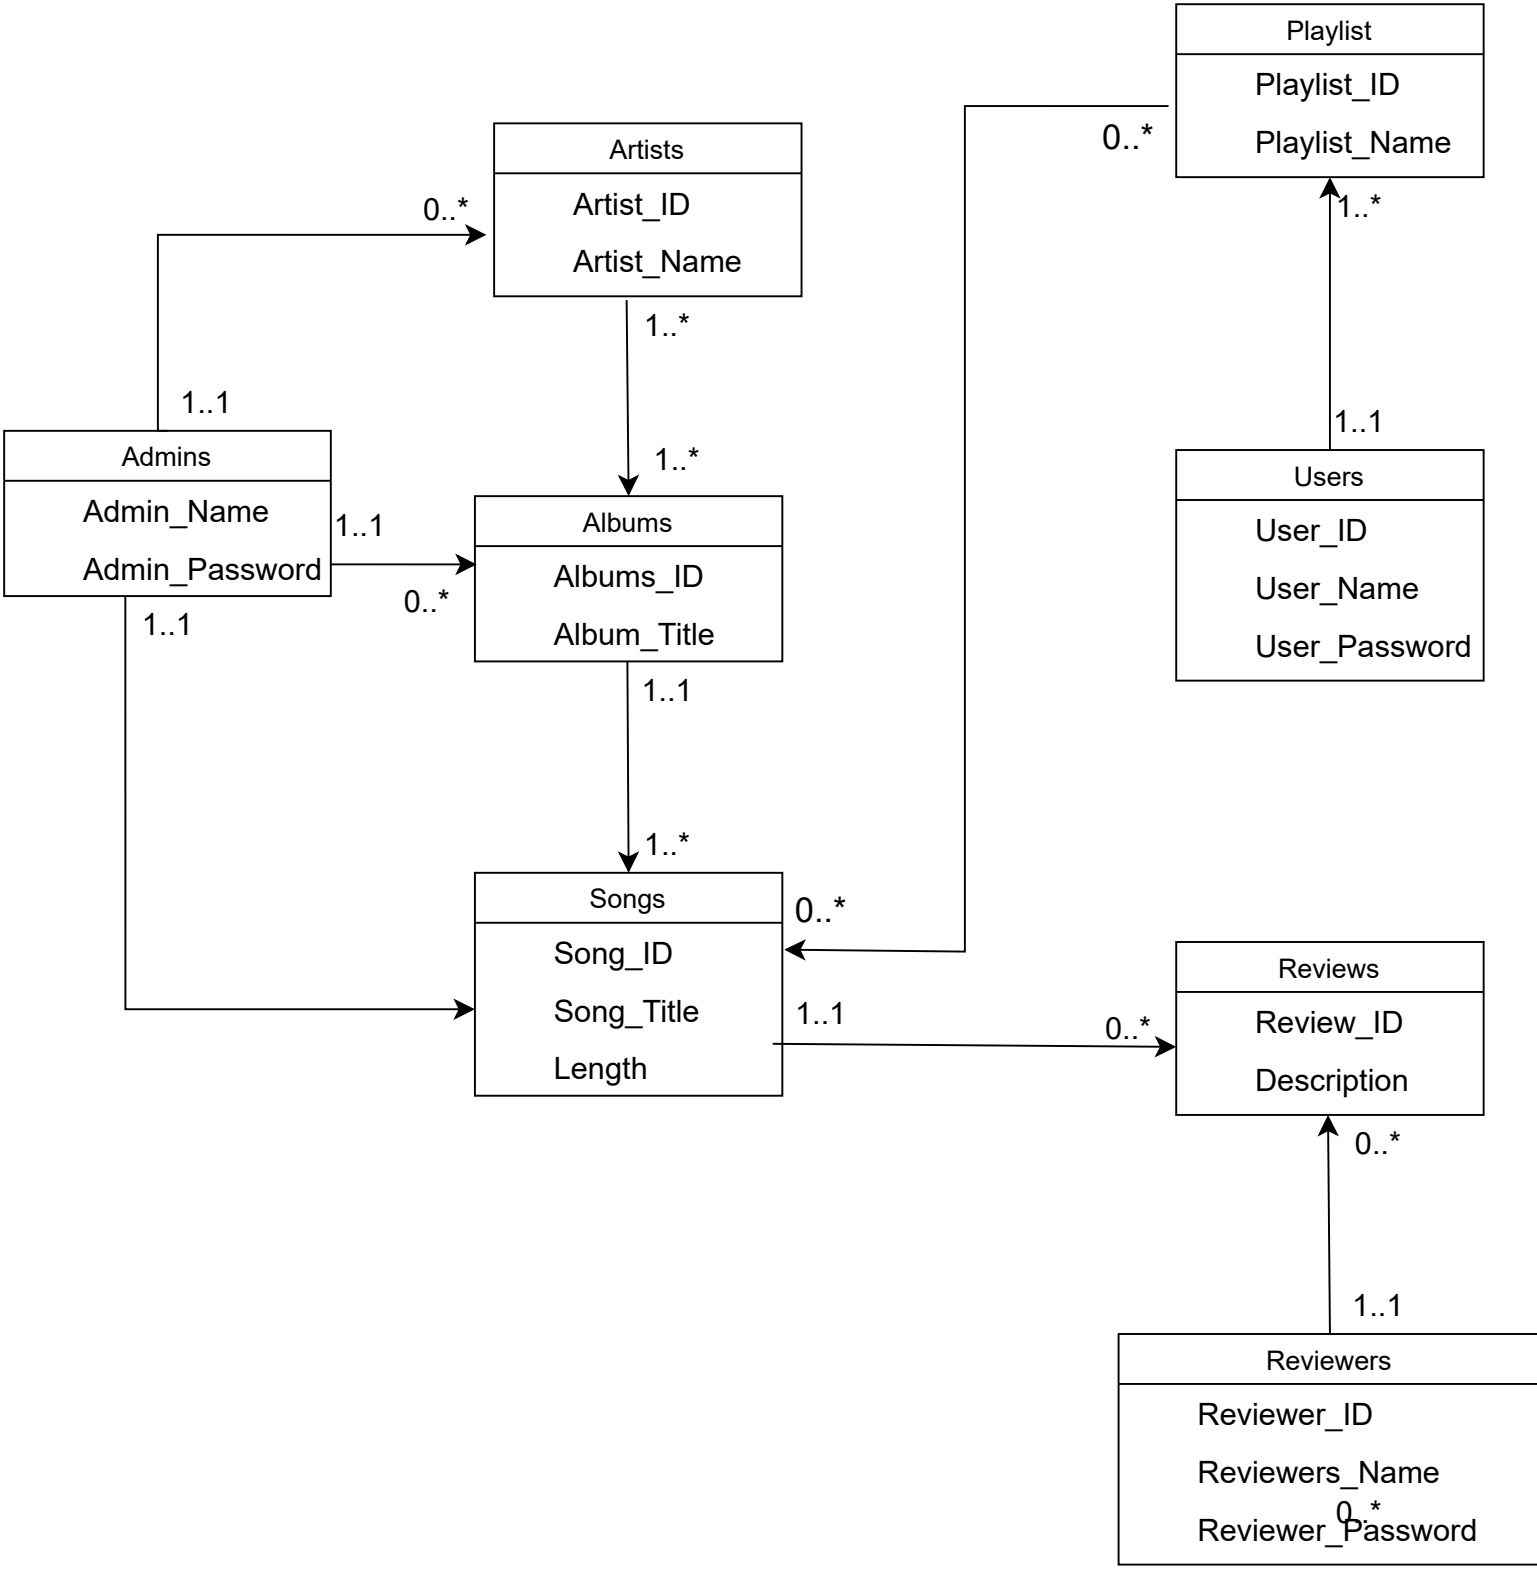 Playlist
Playlist_ID
Playlist_Name
0..*
1..*
Artists
Artist_ID
Artist_Name
0..*
1..*
1..1
Admins
Admin_Name
Admin_Password
1..1
0..*
1..1
1..*
Albums
Albums_ID
Album_Title
1..1
1..1
Users
User_ID
User_Name
User_Password
1..*
Songs
Song_ID
Song_Title
Length
0..*
1..1
0..*
Reviews
Review_ID
Description
0..*
1..1
Reviewers
Reviewer_ID
Reviewers_Name
0..*
Reviewer_Password